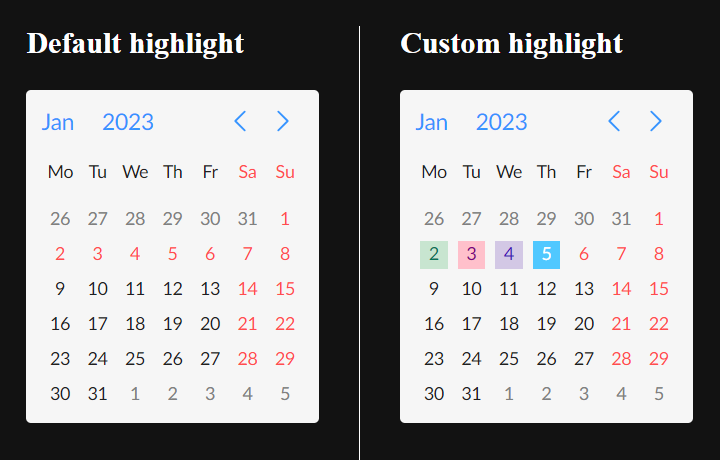 Default highlight
Jan 2023
Mo Tu We Th Fr Sa Su
26 27 28 29 30 31 1
2 3 4 5 6 7 8
9 10 11 12 13 14 15
16 17 18 19 20 21 22
23 24 25 26 27 28 29
30 31 1 2 3 4 5
Custom highlight
Jan 2023
Mo Tu We Th Fr Sa Su
26 27 28 29 30 31 1
2 3 4 5 6 7 8
9 10 11 12 13 14 15
16 17 18 19 20 21 22
23 24 25 26 27 28 29
30 31 1 2 3 4 5